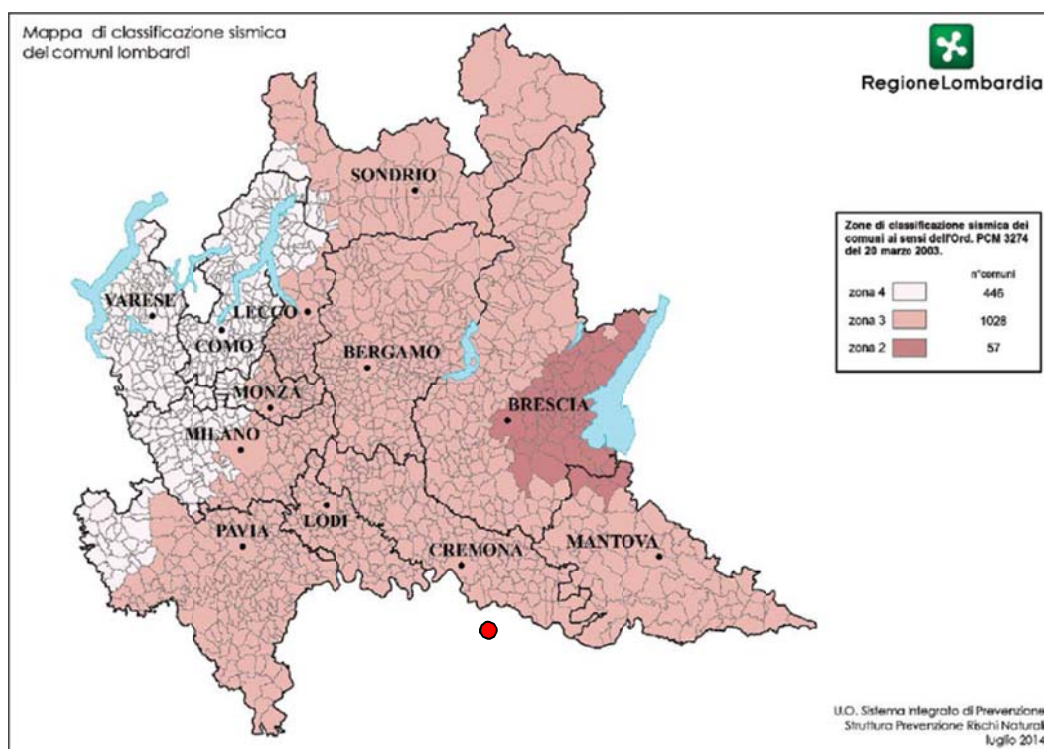 Mappa di classificazione sismica
dei comuni lombardi
RegioneLombardia
SONDRIO
VARESE
LECCO
COMO
BERGAMO
MONZA
BRESCIA
MILANO
LODI
PAVIA
CREMONA
MANTOVA
Zone di classificazione sismica dei
comuni ai sensi dell'Ord. PCM 3274
del 20 marzo 2003.
n°comuni
zona 4 446
zona 3 1028
zona 2 57
U.O. Sistema Integrato di Prevenzione
Struttura Prevenzione Rischi Naturali
luglio 2014